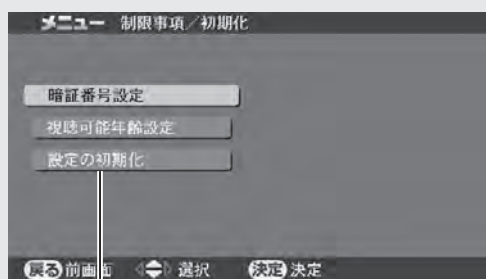 メニュー 制限事項／初期化
暗証番号設定
視聴可能年齢設定
設定の初期化
戻る 前画面 選択 決定 決定